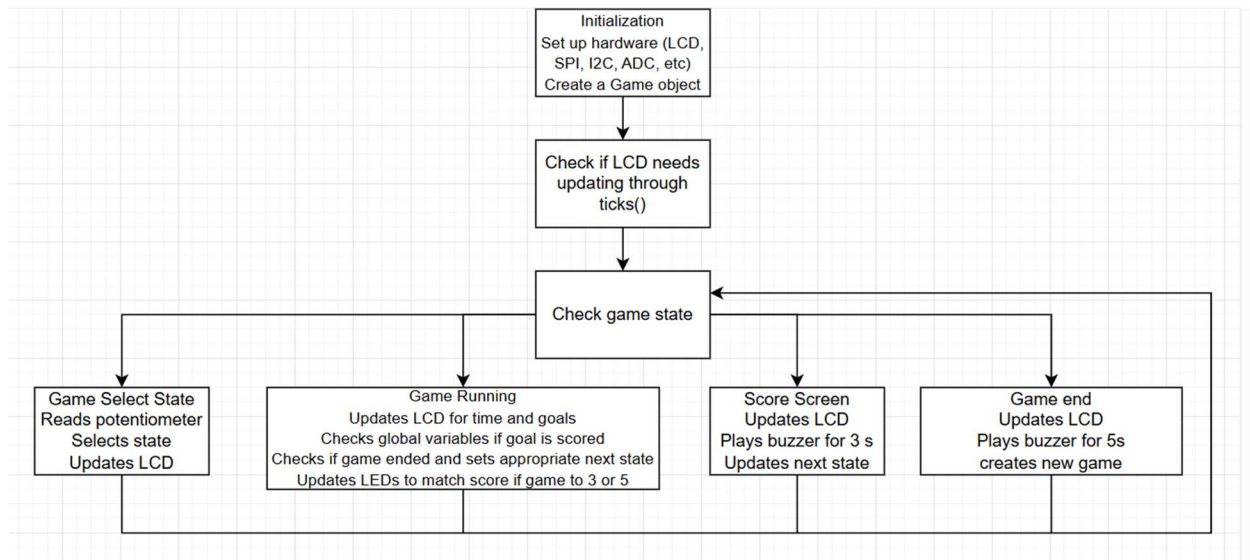 Initialization
Set up hardware (LCD,
SPI, I2C, ADC, etc)
Create a Game object
Check if LCD needs
updating through
ticks()
Check game state
Game Select State
Reads potentiometer
Selects state
Updates LCD
Game Running
Updates LCD for time and goals
Checks global variables if goal is scored
Checks if game ended and sets appropriate next state
Updates LEDs to match score if game to 3 or 5
Score Screen
Updates LCD
Plays buzzer for 3 s
Updates next state
Game end
Updates LCD
Plays buzzer for 5s
creates new game